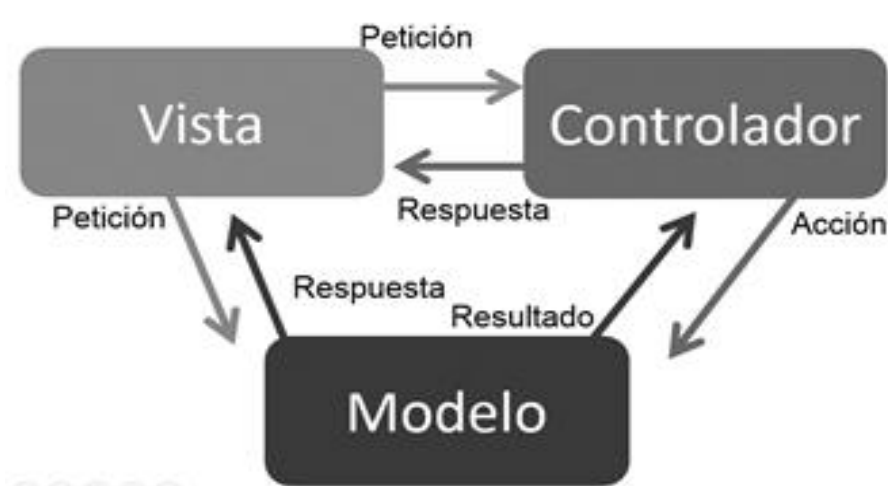 Petición
Vista
Controlador
Respuesta
Petición
Acción
Respuesta
Resultado
Modelo